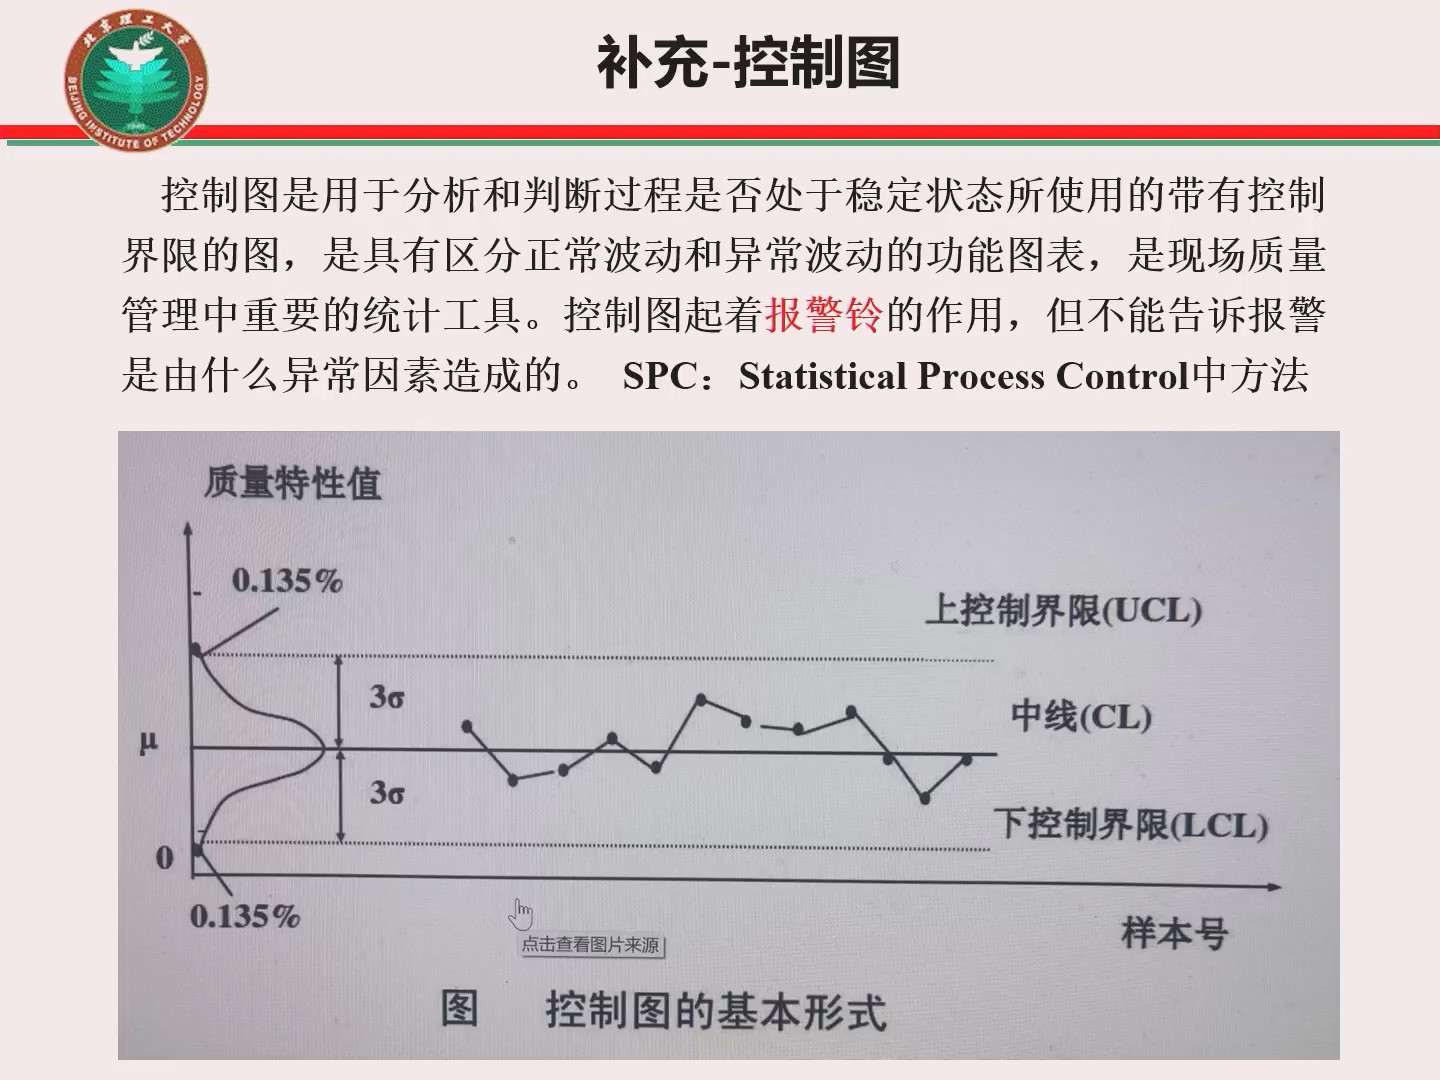 补充-控制图
北京理工大学
BEIJING INSTITUTE OF TECHNOLOGY
1940
控制图是用于分析和判断过程是否处于稳定状态所使用的带有控制
界限的图，是具有区分正常波动和异常波动的功能图表，是现场质量
管理中重要的统计工具。控制图起着报警铃的作用，但不能告诉报警
是由什么异常因素造成的。 SPC：Statistical Process Control中方法
质量特性值
0.135%
上控制界限(UCL)
3σ
中线(CL)
μ
3σ
下控制界限(LCL)
0
0.135%
样本号
点击查看图片来源
图 控制图的基本形式